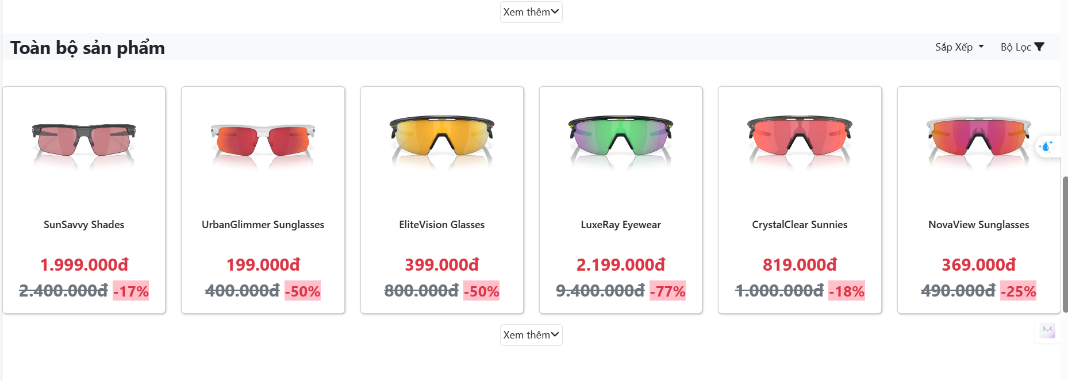 Xem thêm
Toàn bộ sản phẩm
Sắp Xếp
Bộ Lọc
SunSavvy Shades
1.999.000đ
2.400.000đ -17%
UrbanGlimmer Sunglasses
199.000đ
400.000đ -50%
EliteVision Glasses
399.000đ
800.000đ -50%
LuxeRay Eyewear
2.199.000đ
9.400.000đ -77%
CrystalClear Sunnies
819.000đ
1.000.000đ -18%
NovaView Sunglasses
369.000đ
490.000đ -25%
Xem thêm